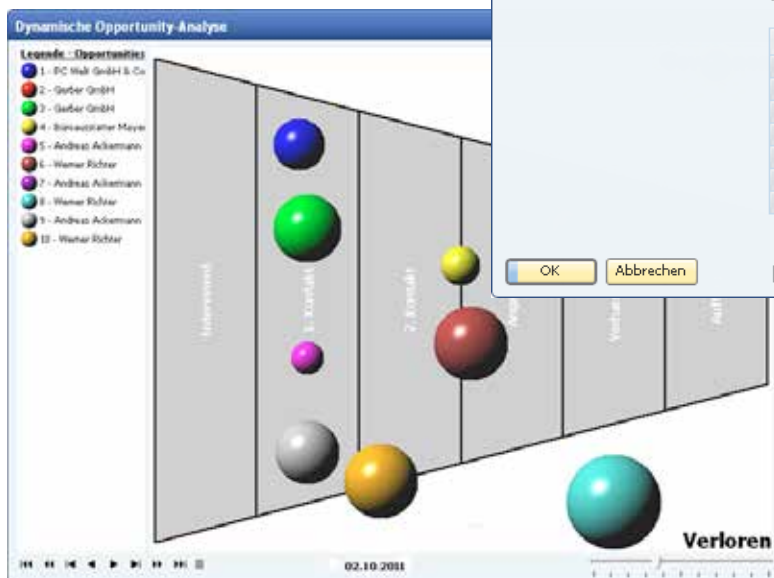 Dynamische Opportunity-Analyse
Legende - Opportunities
1 - PC Welt GmbH & Co
2 - Gerber GmbH
3 - Gerber GmbH
4 - Büroausstatter Mayer
5 - Andreas Ackermann
6 - Werner Richter
7 - Andreas Ackermann
8 - Werner Richter
9 - Andreas Ackermann
10 - Werner Richter
1. Kontakt
2. Kontakt
OK
Abbrechen
Verloren
02.10.2011